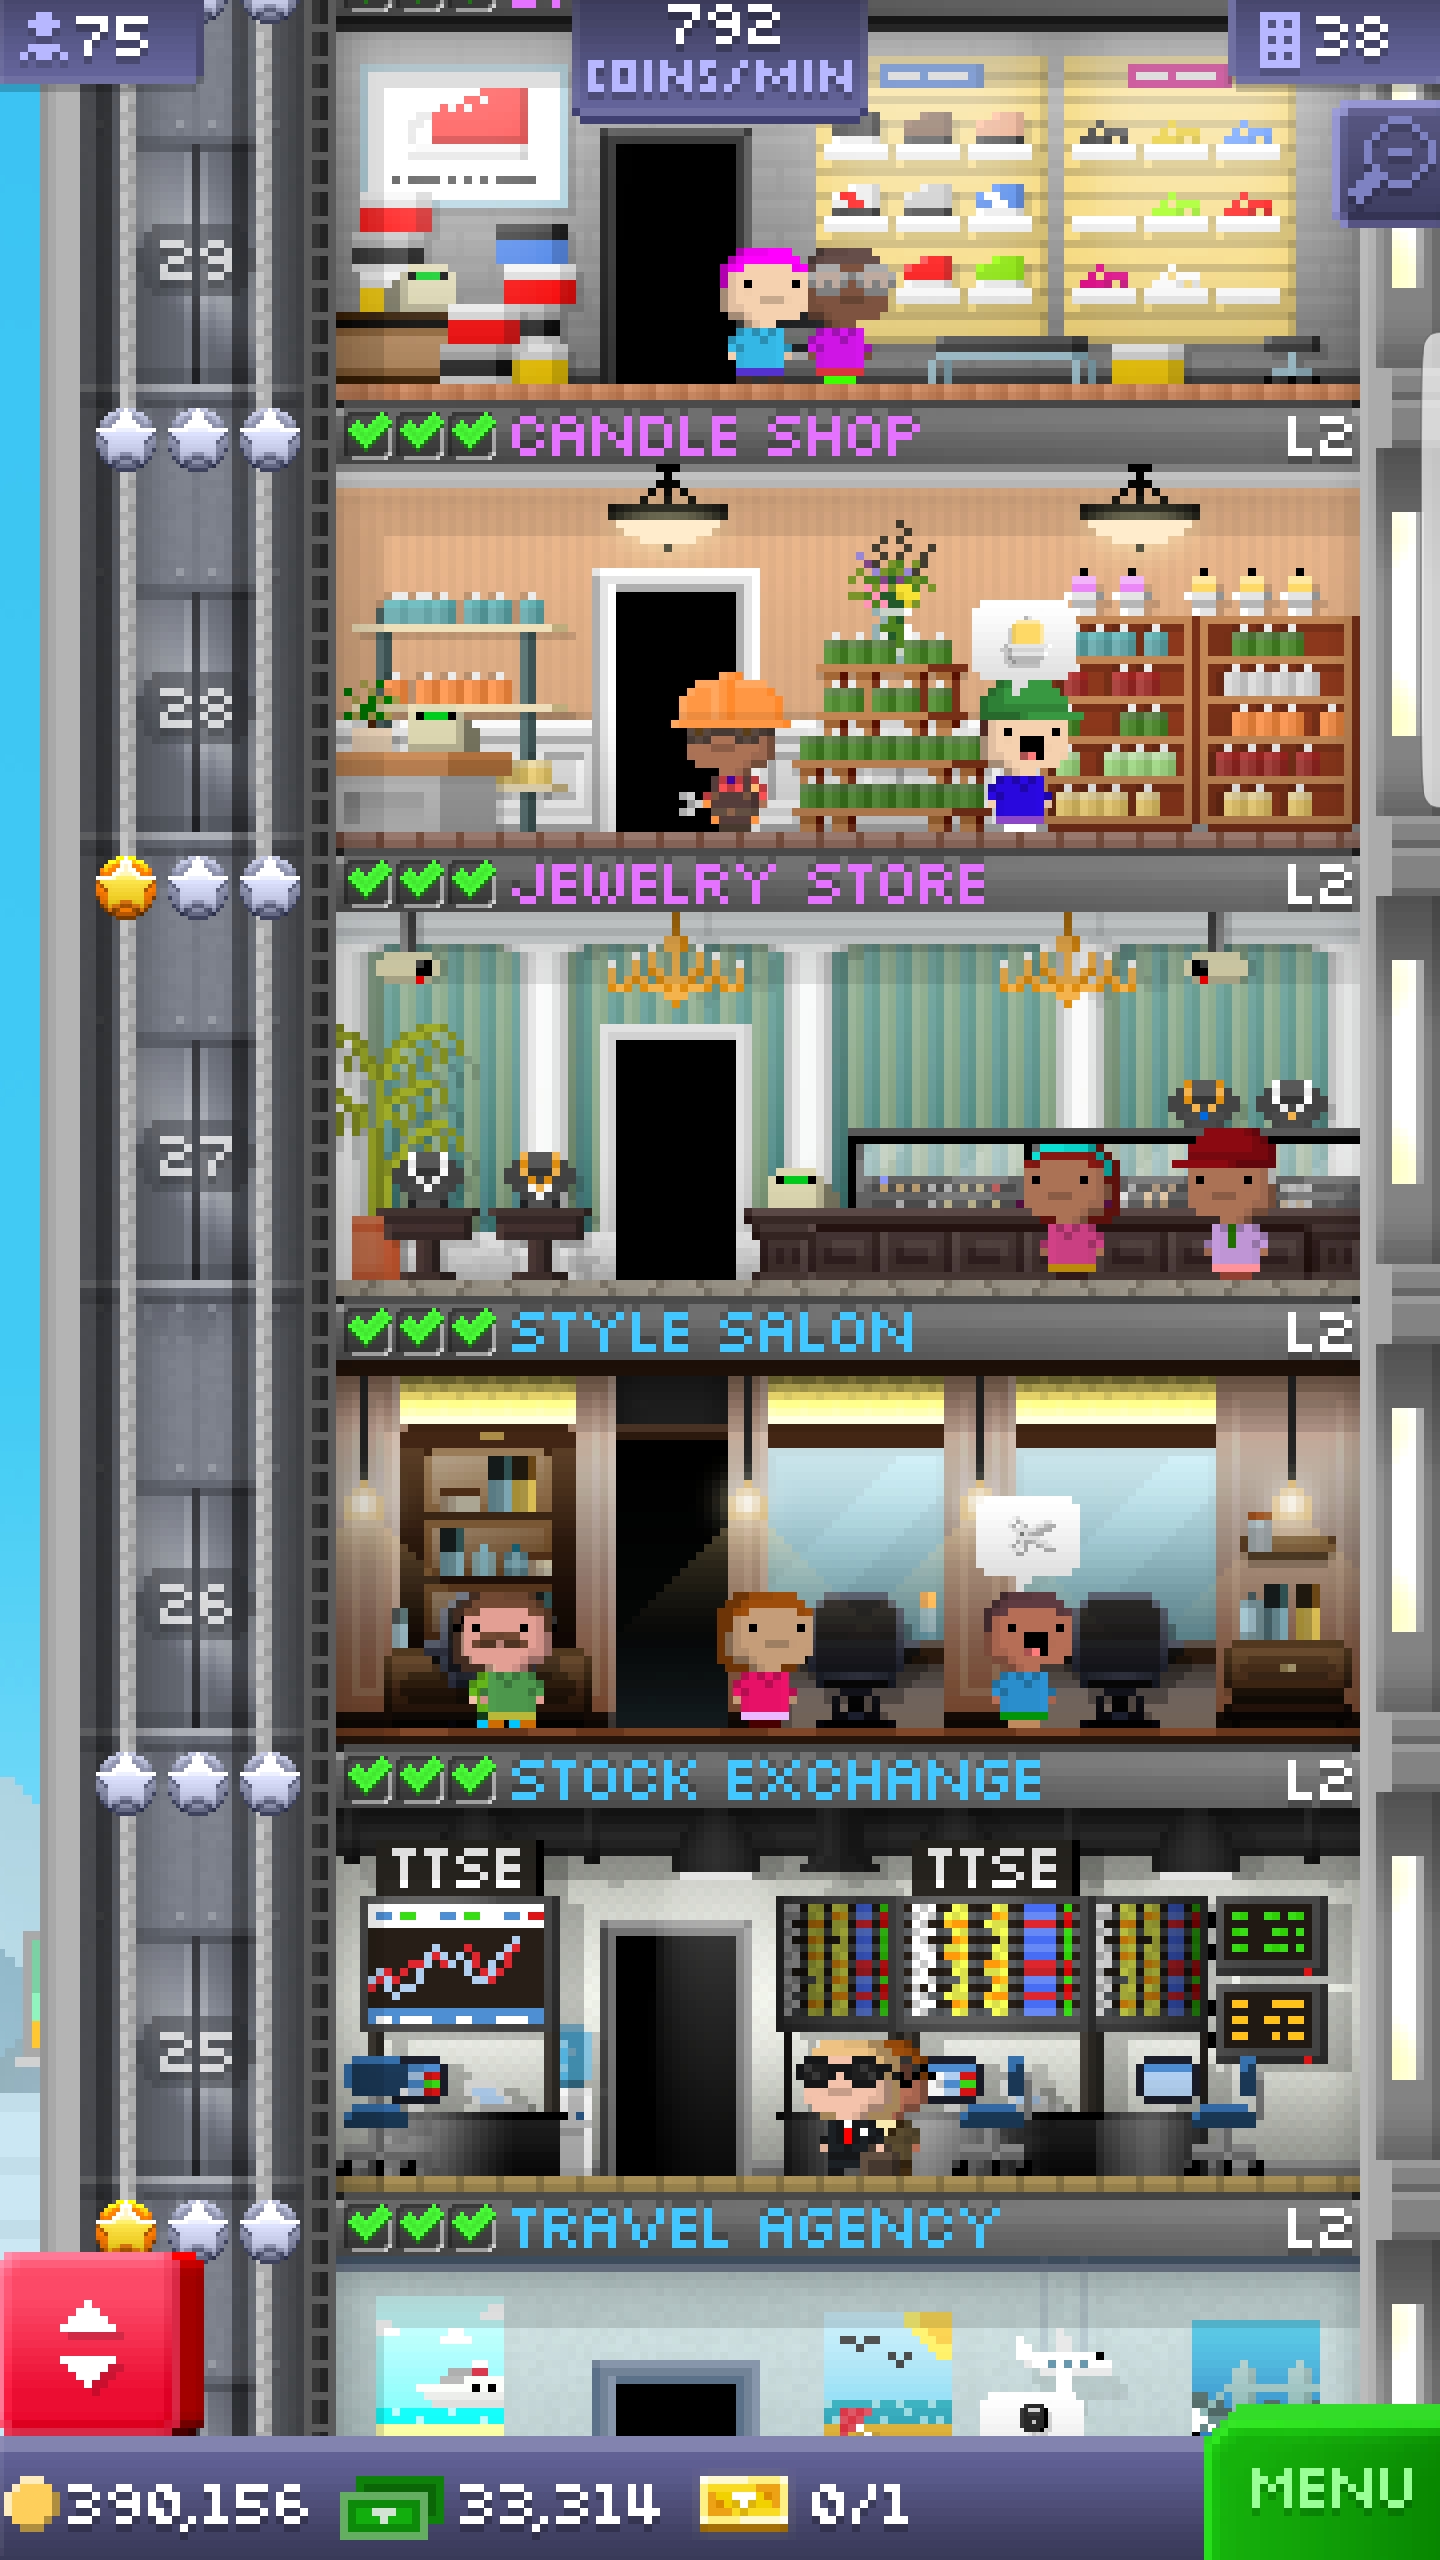 75
792
COINS/MIN
38
29
CANDLE SHOP L2
28
JEWELRY STORE L2
27
STYLE SALON L2
26
STOCK EXCHANGE L2
TTSE TTSE
25
TRAVEL AGENCY L2
390,156 33,314 0/1 MENU